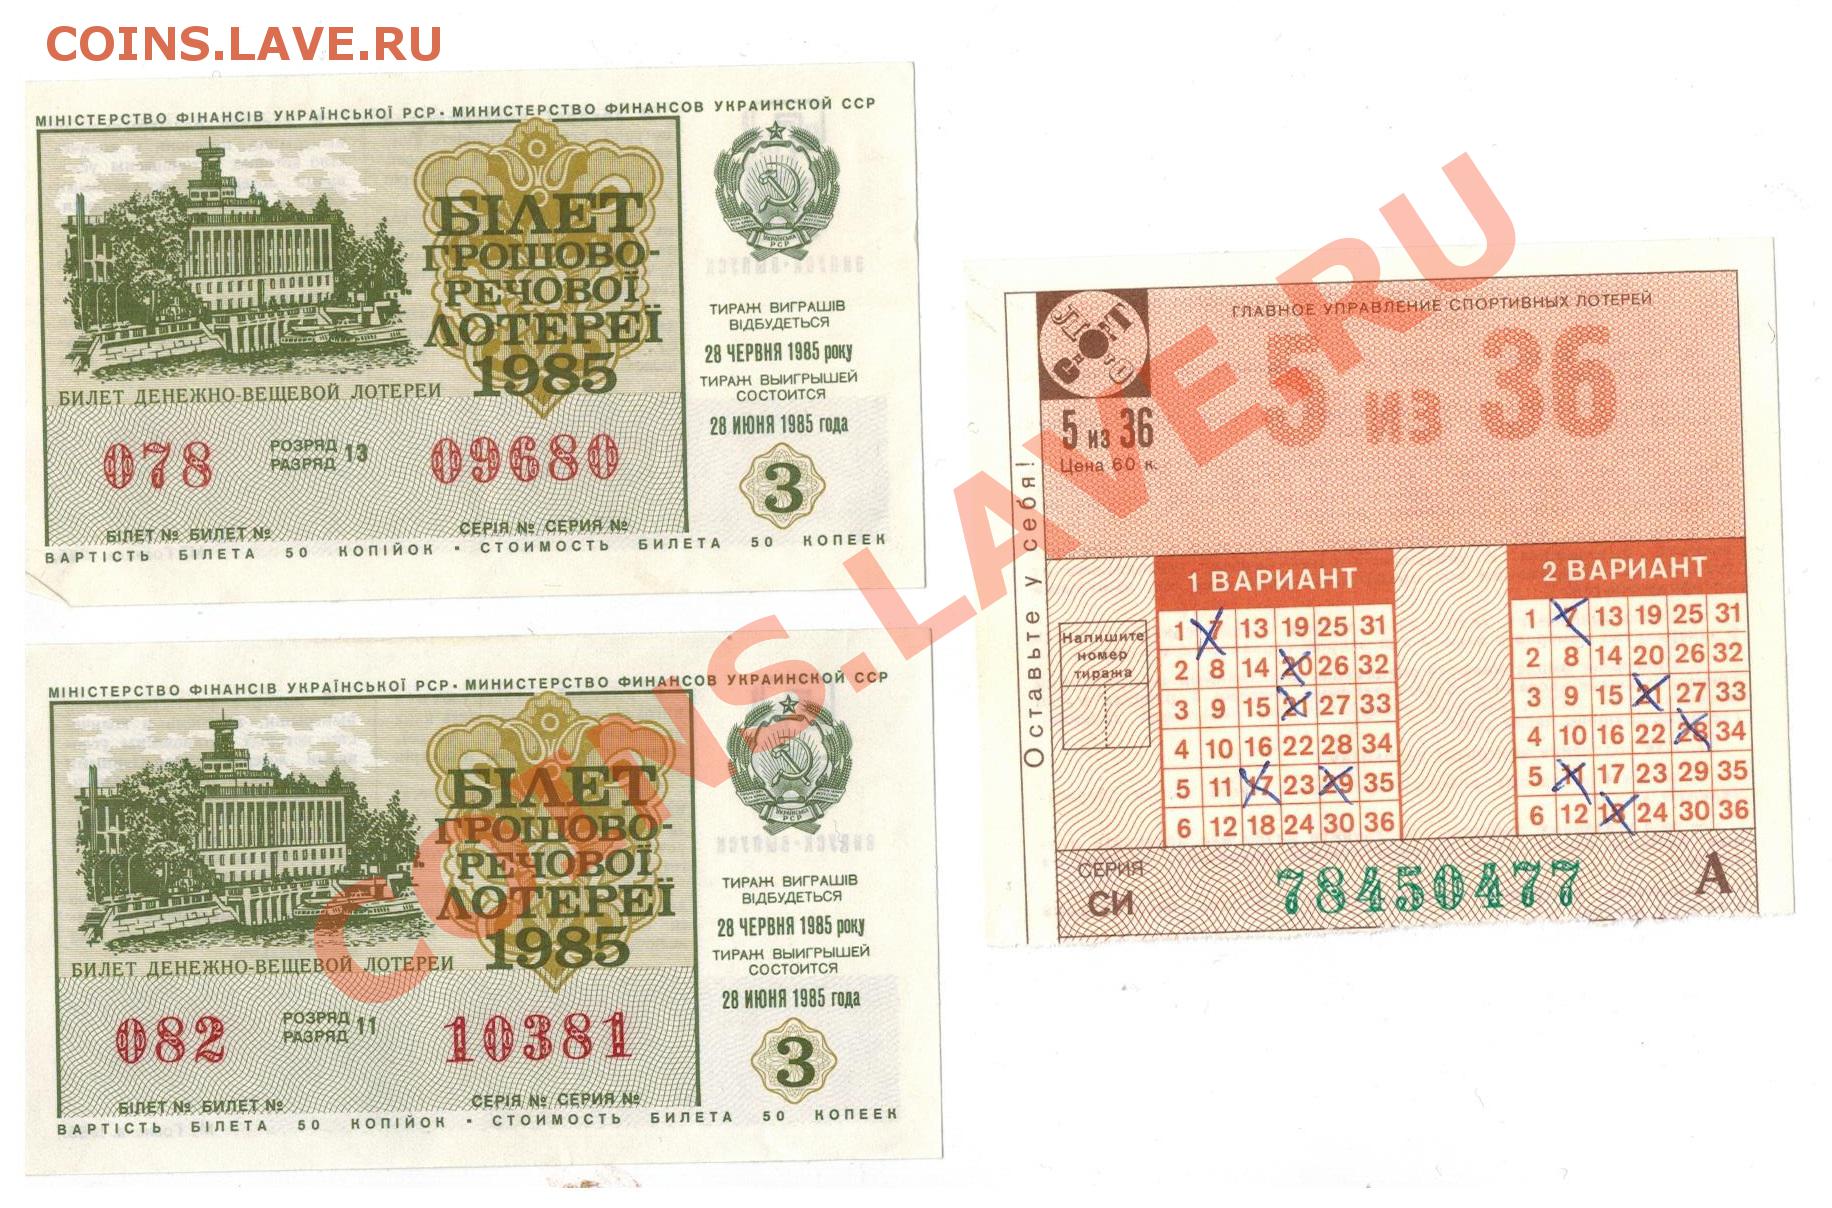 COINS.LAVE.RU
МІНІСТЕРСТВО ФІНАНСІВ УКРАЇНСЬКОЇ РСР · МИНИСТЕРСТВО ФИНАНСОВ УКРАИНСКОЙ ССР
БІЛЕТ
ГРОШОВО-
РЕЧОВОЇ
ЛОТЕРЕЇ
1985
БИЛЕТ ДЕНЕЖНО-ВЕЩЕВОЙ ЛОТЕРЕИ
УКРАЇНСЬКА
РСР
ТИРАЖ ВИГРАШІВ
ВІДБУДЕТЬСЯ
28 ЧЕРВНЯ 1985 року
ТИРАЖ ВЫИГРЫШЕЙ
СОСТОИТСЯ
28 ИЮНЯ 1985 года
3
078 РОЗРЯД РАЗРЯД 13 09680
БІЛЕТ № БИЛЕТ № СЕРІЯ № СЕРИЯ №
ВАРТІСТЬ БІЛЕТА 50 КОПІЙОК · СТОИМОСТЬ БИЛЕТА 50 КОПЕЕК
МІНІСТЕРСТВО ФІНАНСІВ УКРАЇНСЬКОЇ РСР · МИНИСТЕРСТВО ФИНАНСОВ УКРАИНСКОЙ ССР
БІЛЕТ
ГРОШОВО-
РЕЧОВОЇ
ЛОТЕРЕЇ
1985
БИЛЕТ ДЕНЕЖНО-ВЕЩЕВОЙ ЛОТЕРЕИ
УКРАЇНСЬКА
РСР
ТИРАЖ ВИГРАШІВ
ВІДБУДЕТЬСЯ
28 ЧЕРВНЯ 1985 року
ТИРАЖ ВЫИГРЫШЕЙ
СОСТОИТСЯ
28 ИЮНЯ 1985 года
3
082 РОЗРЯД РАЗРЯД 11 10381
БІЛЕТ № БИЛЕТ № СЕРІЯ № СЕРИЯ №
ВАРТІСТЬ БІЛЕТА 50 КОПІЙОК · СТОИМОСТЬ БИЛЕТА 50 КОПЕЕК
COINS.LAVE.RU
ГЛАВНОЕ УПРАВЛЕНИЕ СПОРТИВНЫХ ЛОТЕРЕЙ
5 из 36
5 из 36
Цена 60 к.
Оставьте у себя!
Напишите
номер
тиража
1 ВАРИАНТ
1 7 13 19 25 31
2 8 14 20 26 32
3 9 15 21 27 33
4 10 16 22 28 34
5 11 17 23 29 35
6 12 18 24 30 36
2 ВАРИАНТ
1 7 13 19 25 31
2 8 14 20 26 32
3 9 15 21 27 33
4 10 16 22 28 34
5 11 17 23 29 35
6 12 18 24 30 36
СЕРИЯ
СИ 78450477 А